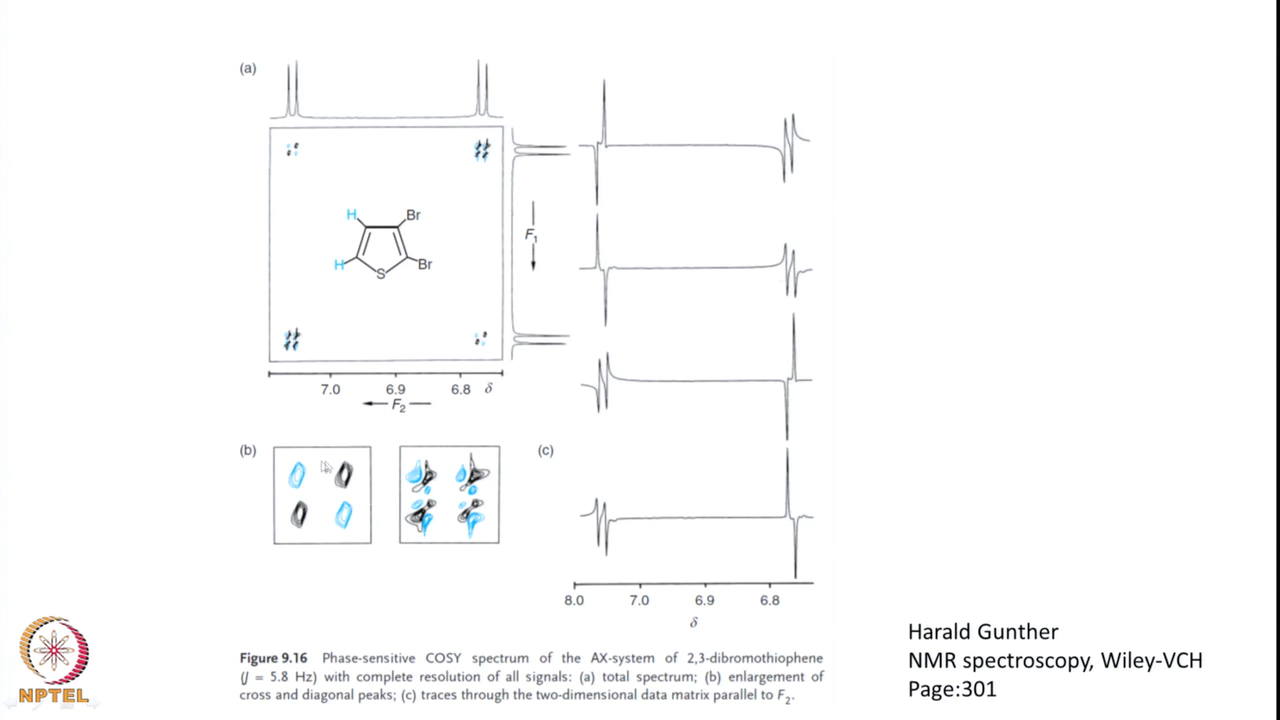 (a)
H
Br
H
Br
S
F1
7.0 6.9 6.8 δ
F2
(b)
(c)
8.0 7.0 6.9 6.8
δ
Figure 9.16 Phase-sensitive COSY spectrum of the AX-system of 2,3-dibromothiophene
(J = 5.8 Hz) with complete resolution of all signals: (a) total spectrum; (b) enlargement of
cross and diagonal peaks; (c) traces through the two-dimensional data matrix parallel to F2.
Harald Gunther
NMR spectroscopy, Wiley-VCH
Page:301
NPTEL